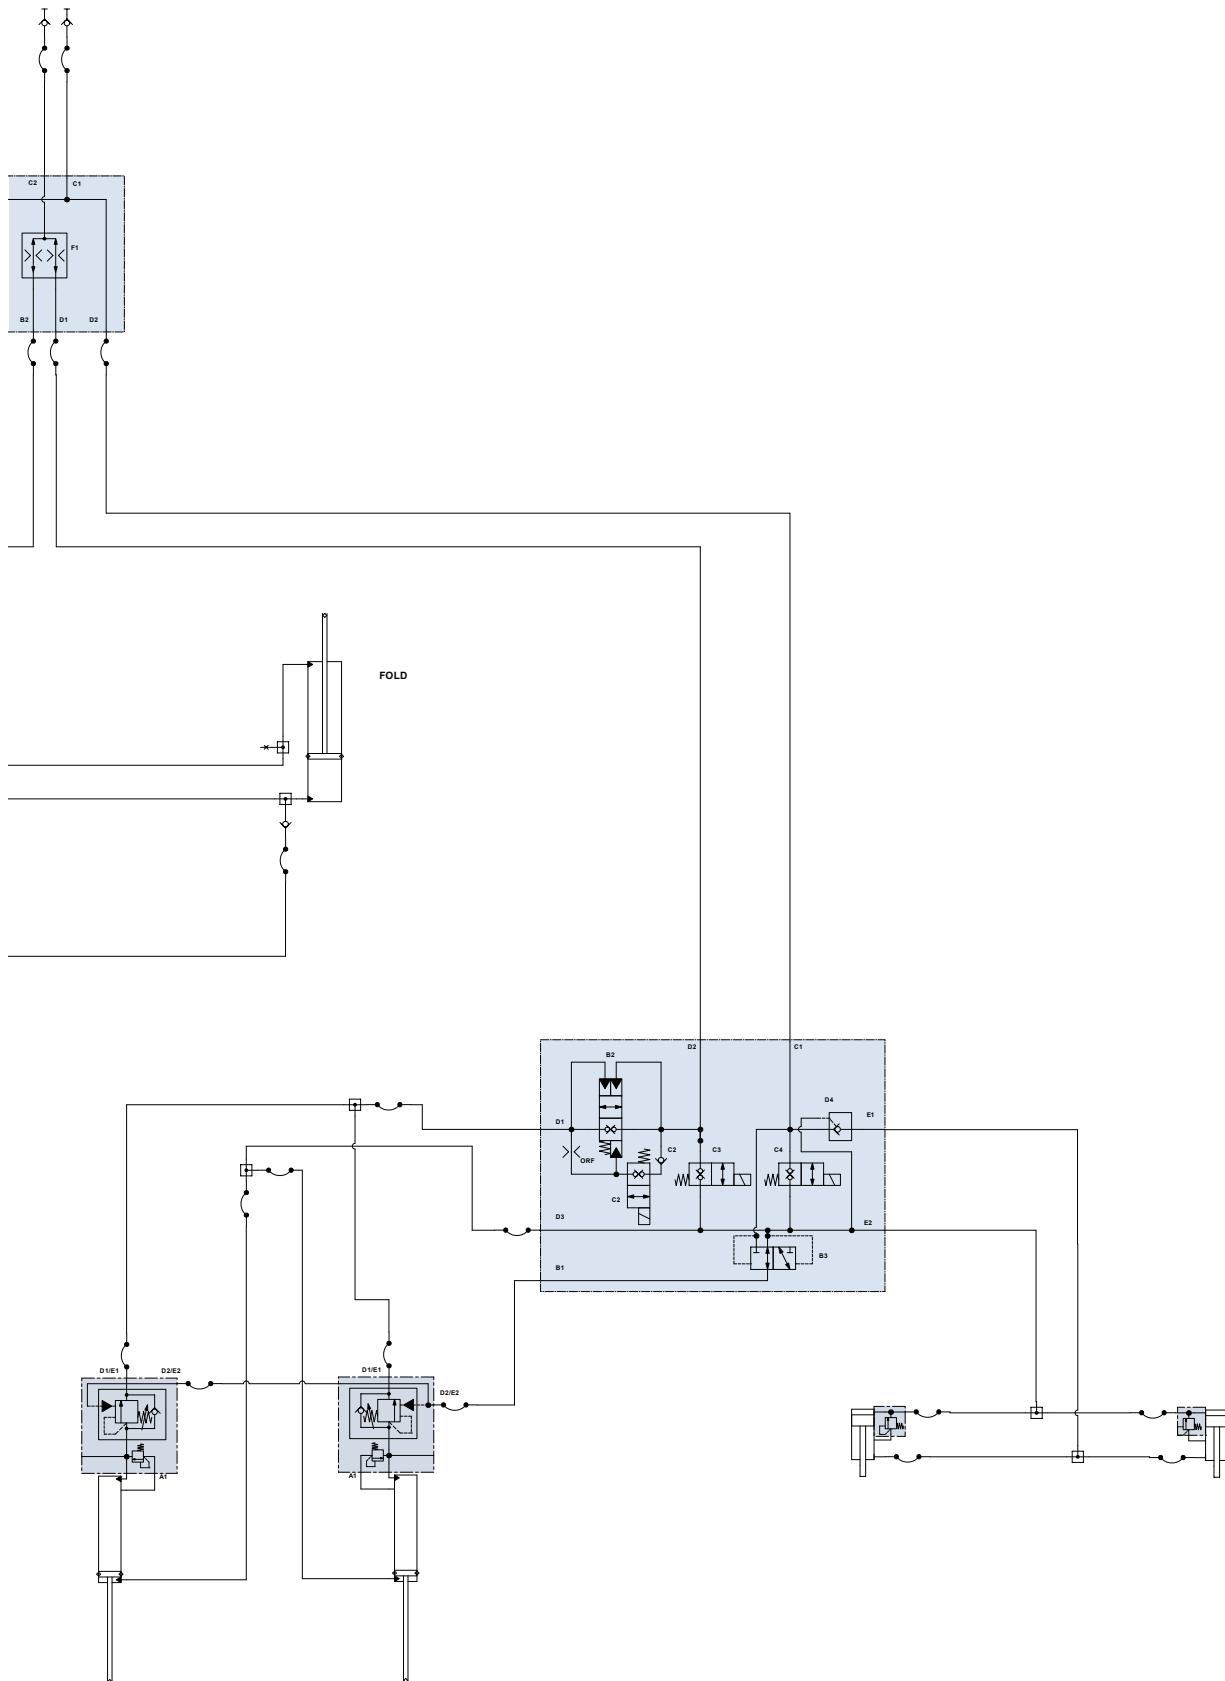 C2 C1
F1
B2 D1 D2
FOLD
D2 C1
B2
D4
D1 E1
C2 C3 C4
ORF
C2
D3 E2
B3
B1
D1/E1 D2/E2 D1/E1
D2/E2
A1 A1